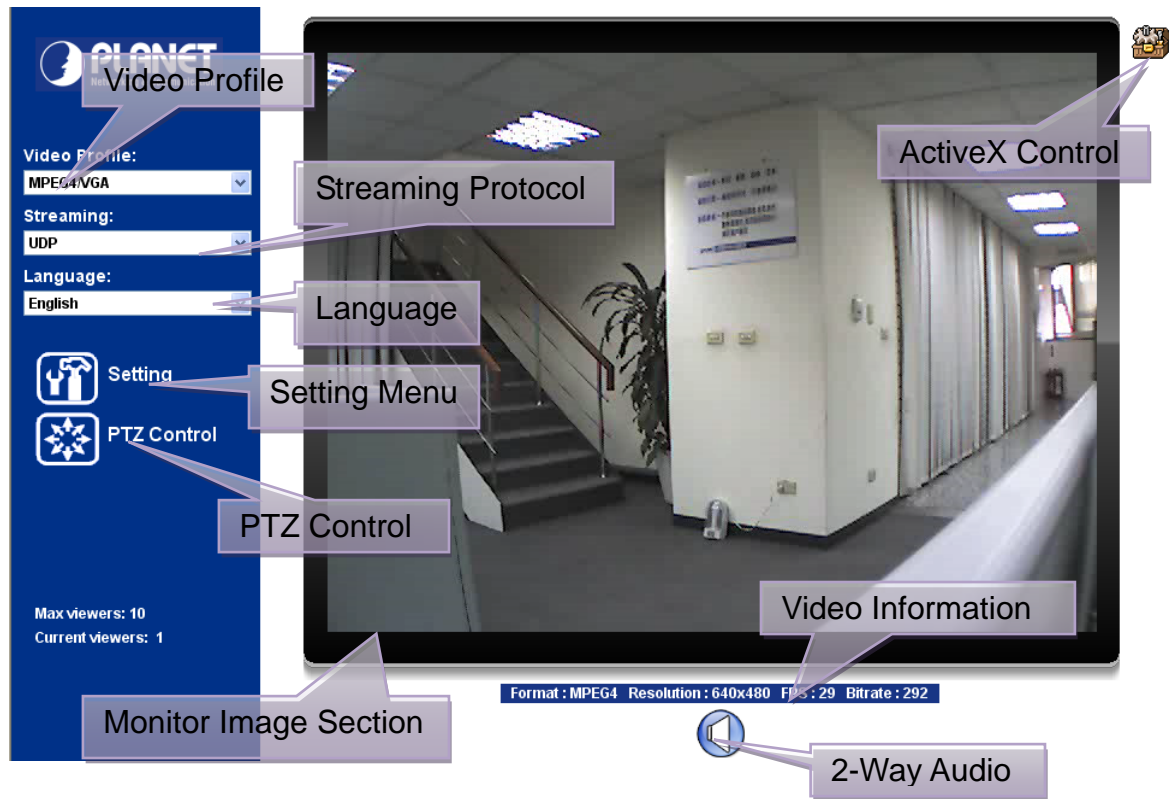 PLANET
Video Profile
Video Profile:
MPEG4/VGA
Streaming Protocol
Streaming:
UDP
Language:
English
Language
Setting
Setting Menu
PTZ Control
PTZ Control
Max viewers: 10
Current viewers: 1
ActiveX Control
Video Information
Format : MPEG4 Resolution : 640x480 FPS : 29 Bitrate : 292
Monitor Image Section
2-Way Audio